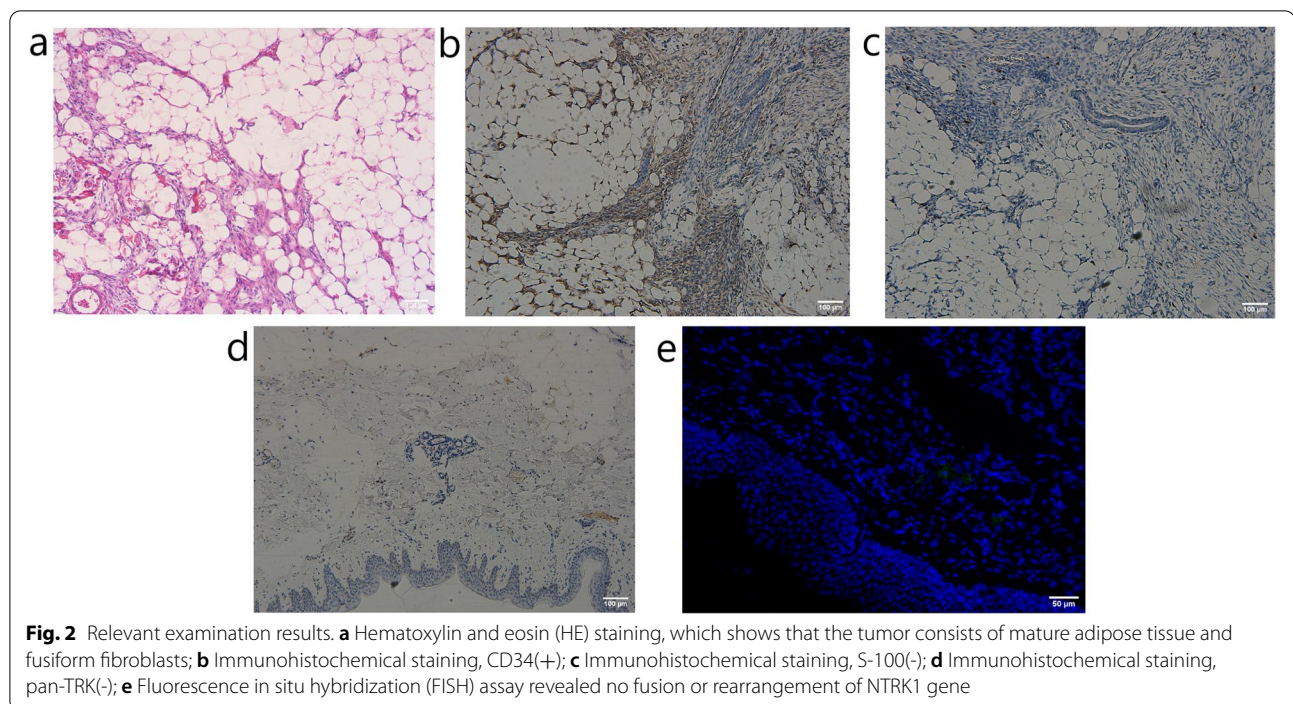 a
b
c
100 µm
100 µm
d
e
100 µm
50 µm
Fig. 2 Relevant examination results. a Hematoxylin and eosin (HE) staining, which shows that the tumor consists of mature adipose tissue and
fusiform fibroblasts; b Immunohistochemical staining, CD34(+); c Immunohistochemical staining, S-100(-); d Immunohistochemical staining,
pan-TRK(-); e Fluorescence in situ hybridization (FISH) assay revealed no fusion or rearrangement of NTRK1 gene